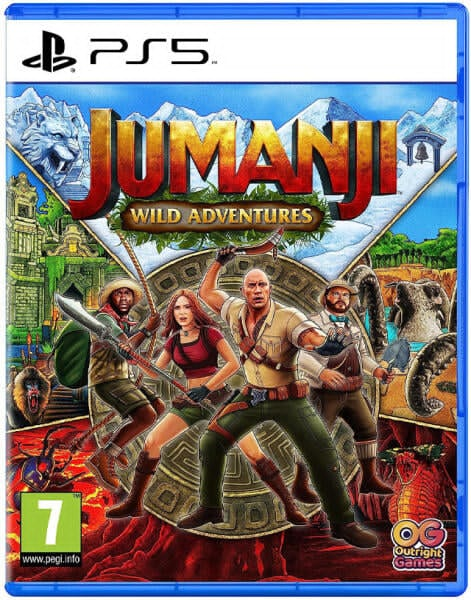 PS5
JUMANJI
WILD ADVENTURES
7
www.pegi.info
OG
Outright
Games